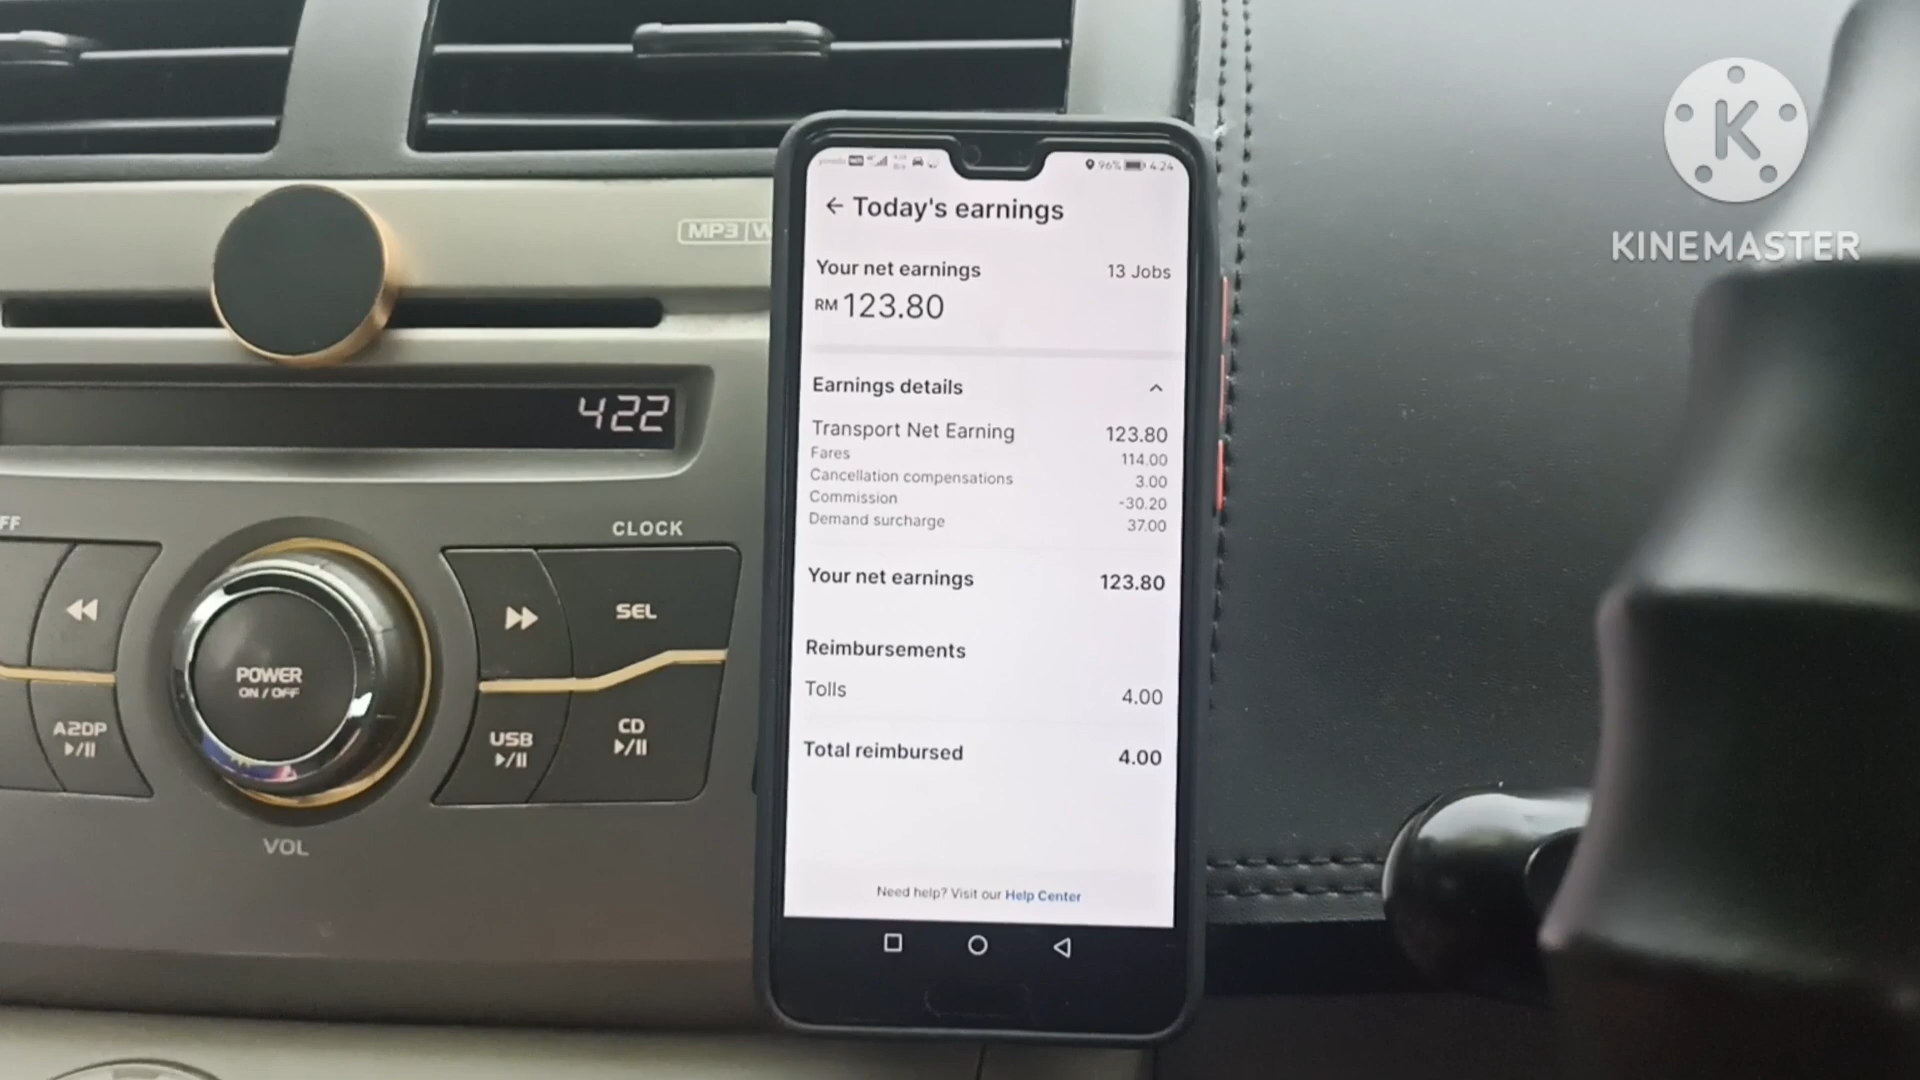 MP3
96% 4:24
← Today's earnings
Your net earnings 13 Jobs
RM 123.80
Earnings details
Transport Net Earning 123.80
Fares 114.00
Cancellation compensations 3.00
Commission -30.20
Demand surcharge 37.00
Your net earnings 123.80
Reimbursements
Tolls 4.00
Total reimbursed 4.00
Need help? Visit our Help Center
422
CLOCK
SEL
POWER
ON / OFF
A2DP
USB
CD
VOL
K
KINEMASTER